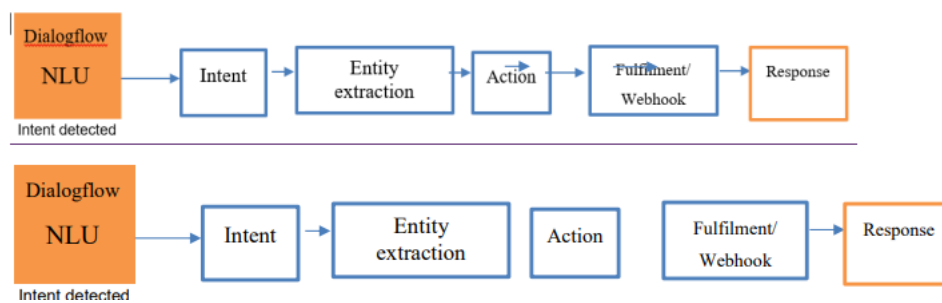 Dialogflow
NLU
Intent
Entity
extraction
Action
Fulfilment/
Webhook
Response
Intent detected
Dialogflow
NLU
Intent
Entity
extraction
Action
Fulfilment/
Webhook
Response
Intent detected